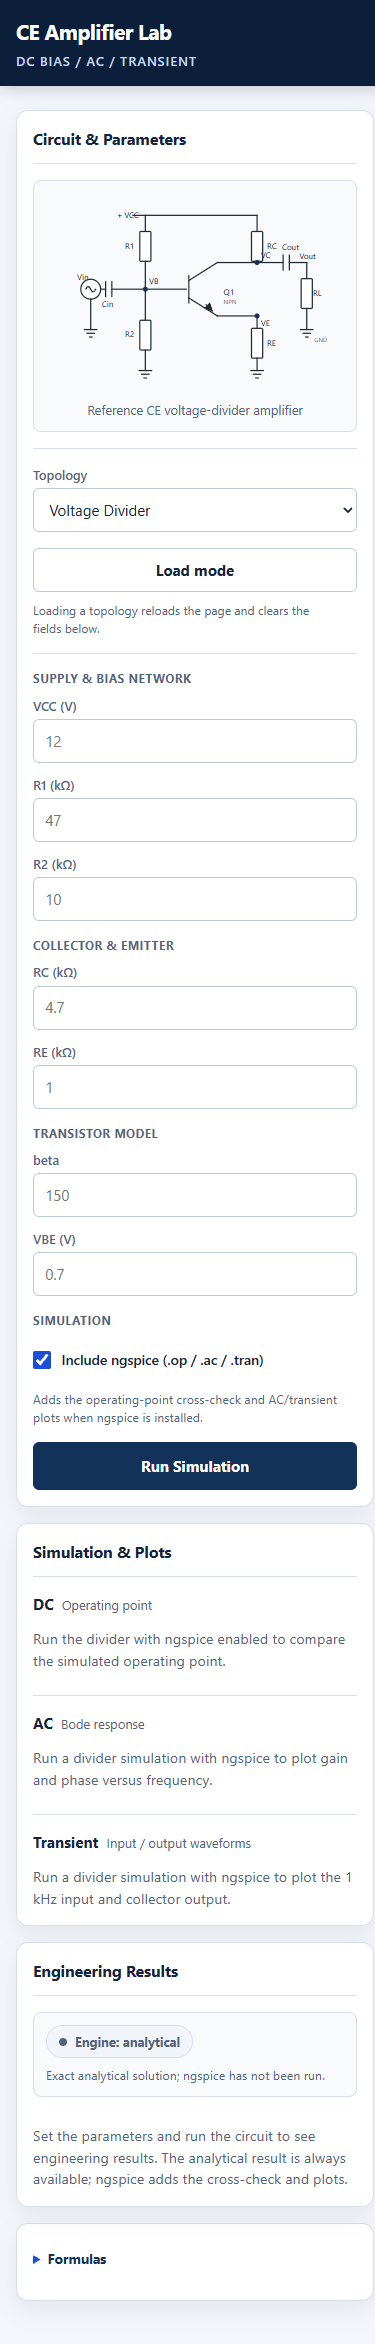 CE Amplifier Lab
DC BIAS / AC / TRANSIENT
Circuit & Parameters
+ VCC
R1
RC
Cout
VC
Vout
Vin
VB
Cin
Q1
NPN
RL
R2
VE
RE
GND
Reference CE voltage-divider amplifier
Topology
Voltage Divider
Load mode
Loading a topology reloads the page and clears the
fields below.
SUPPLY & BIAS NETWORK
VCC (V)
12
R1 (kΩ)
47
R2 (kΩ)
10
COLLECTOR & EMITTER
RC (kΩ)
4.7
RE (kΩ)
1
TRANSISTOR MODEL
beta
150
VBE (V)
0.7
SIMULATION
Include ngspice (.op / .ac / .tran)
Adds the operating-point cross-check and AC/transient
plots when ngspice is installed.
Run Simulation
Simulation & Plots
DC Operating point
Run the divider with ngspice enabled to compare
the simulated operating point.
AC Bode response
Run a divider simulation with ngspice to plot gain
and phase versus frequency.
Transient Input / output waveforms
Run a divider simulation with ngspice to plot the 1
kHz input and collector output.
Engineering Results
Engine: analytical
Exact analytical solution; ngspice has not been run.
Set the parameters and run the circuit to see
engineering results. The analytical result is always
available; ngspice adds the cross-check and plots.
Formulas